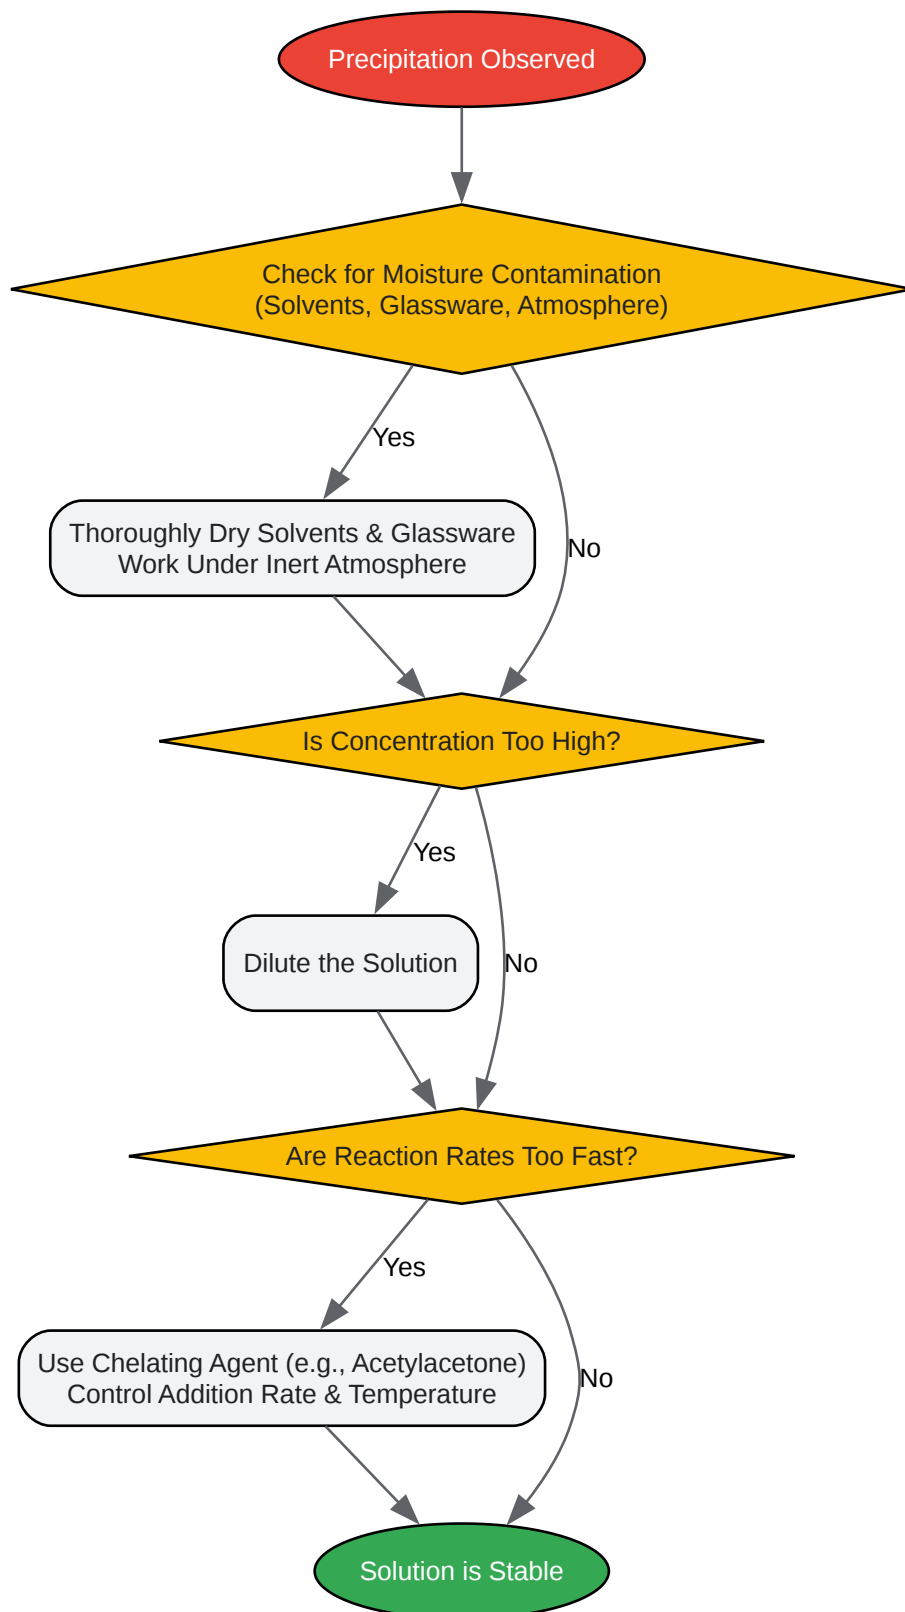 Precipitation Observed
Check for Moisture Contamination
(Solvents, Glassware, Atmosphere)
Yes
Thoroughly Dry Solvents & Glassware
Work Under Inert Atmosphere
No
Is Concentration Too High?
Yes
Dilute the Solution
No
Are Reaction Rates Too Fast?
Yes
Use Chelating Agent (e.g., Acetylacetone)
Control Addition Rate & Temperature
No
Solution is Stable